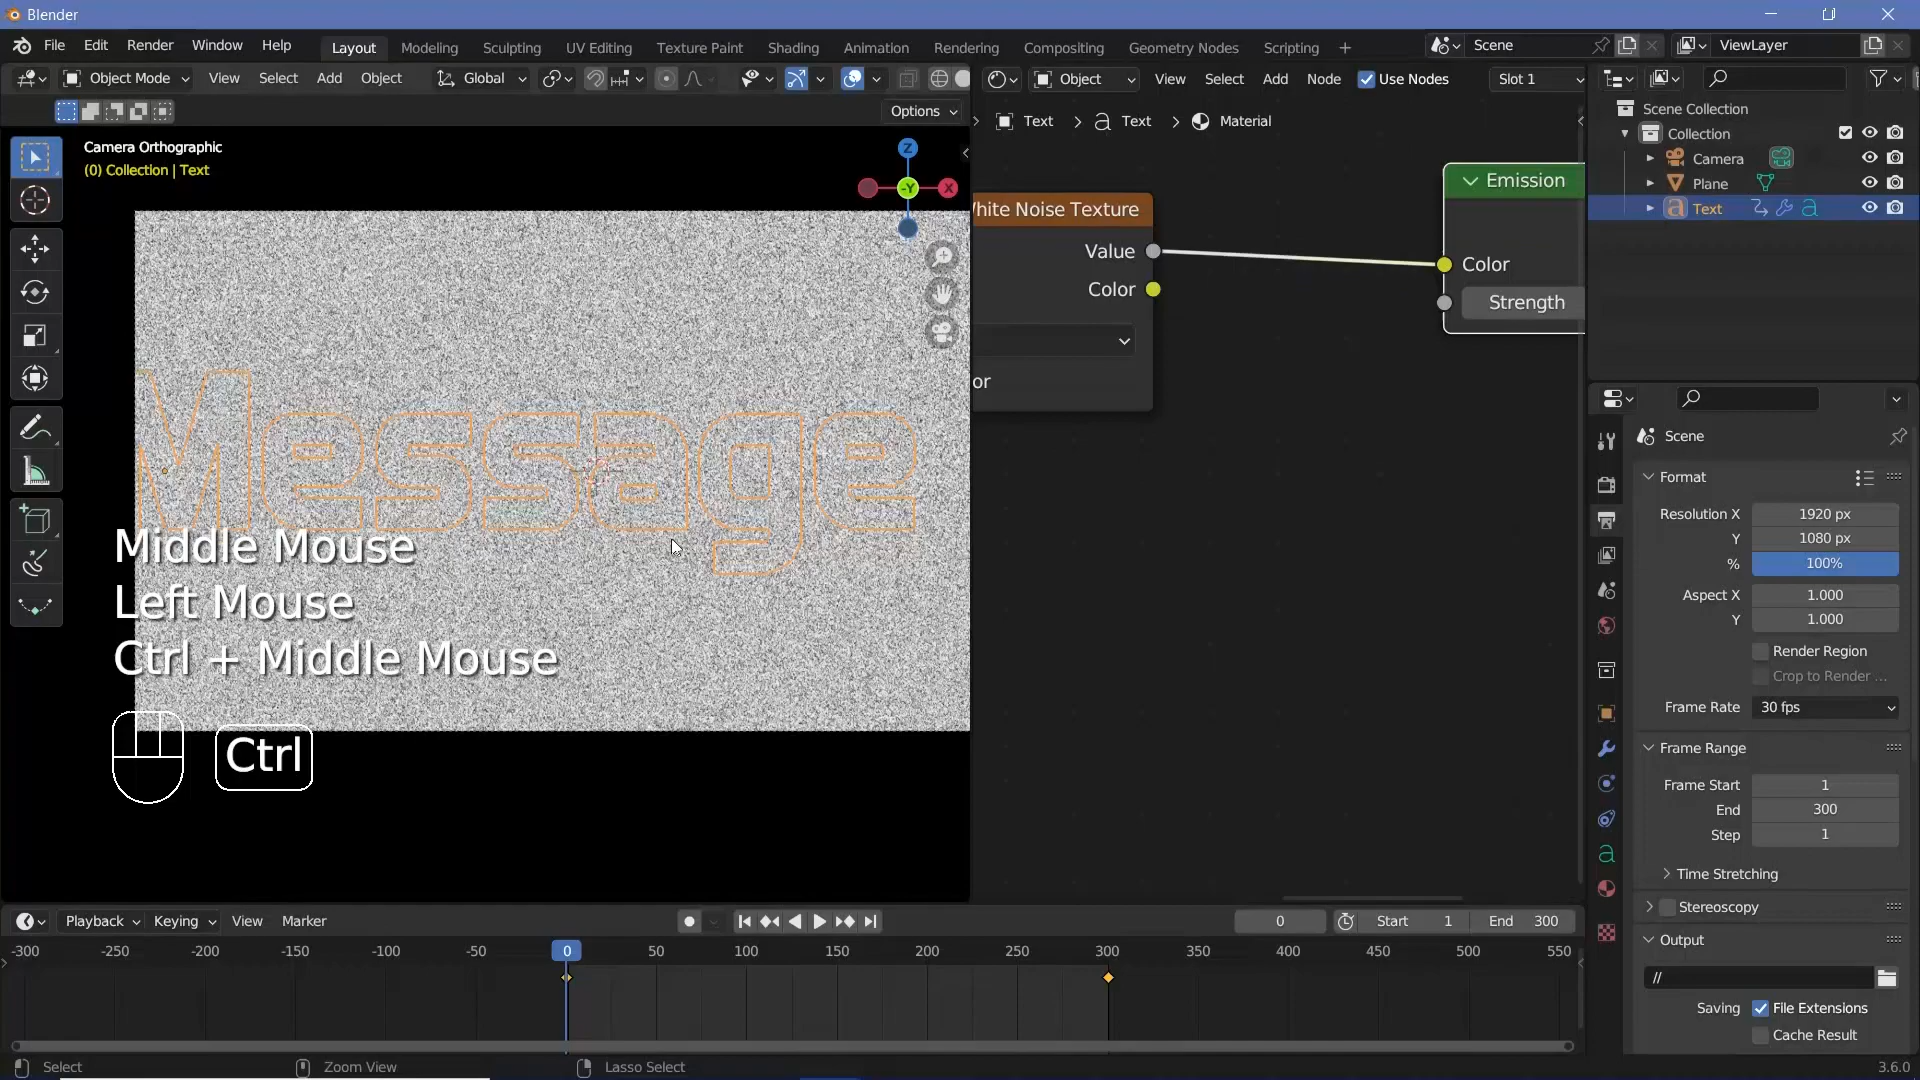 Blender
File Edit Render Window Help Layout Modeling Sculpting UV Editing Texture Paint Shading Animation Rendering Compositing Geometry Nodes Scripting + Scene ViewLayer
Object Mode View Select Add Object Global Object View Select Add Node Use Nodes Slot 1
Options
Text > Text > Material
Camera Orthographic
(0) Collection | Text
Z
-Y
X
Message
Middle Mouse
Left Mouse
Ctrl + Middle Mouse
Ctrl
White Noise Texture
Value
Color
or
Emission
Color
Strength
Scene Collection
Collection
Camera
Plane
Text
Scene
Format
Resolution X 1920 px
Y 1080 px
% 100%
Aspect X 1.000
Y 1.000
Render Region
Crop to Render ...
Frame Rate 30 fps
Frame Range
Frame Start 1
End 300
Step 1
Time Stretching
Stereoscopy
Output
//
Saving File Extensions
Cache Result
Playback Keying View Marker 0 Start 1 End 300
-300 -250 -200 -150 -100 -50 0 50 100 150 200 250 300 350 400 450 500 550
Select Zoom View Lasso Select 3.6.0